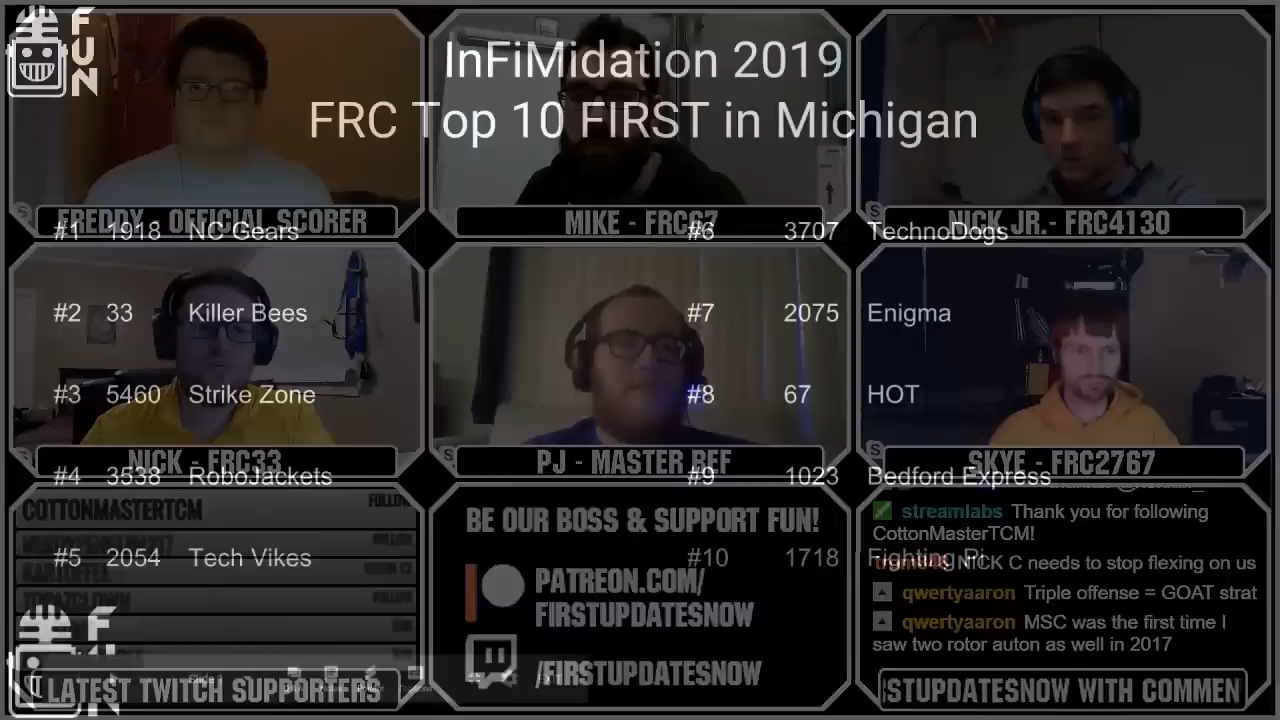 FUN
InFiMidation 2019
FRC Top 10 FIRST in Michigan
FREDDY - OFFICIAL SCORER
MIKE - FRC67
NICK JR.- FRC4130
#1 1918 NC Gears
#6 3707 TechnoDogs
#2 33 Killer Bees
#7 2075 Enigma
#3 5460 Strike Zone
#8 67 HOT
NICK - FRC33
PJ - MASTER REF
SKYE - FRC2767
#4 3538 RoboJackets
#9 1023 Bedford Express
#5 2054 Tech Vikes
#10 1718 Fighting Pi
COTTONMASTERTCM
FOLLOW
LATEST TWITCH SUPPORTERS
BE OUR BOSS & SUPPORT FUN!
PATREON.COM/
FIRSTUPDATESNOW
/FIRSTUPDATESNOW
streamlabs Thank you for following
CottonMasterTCM!
NICK C needs to stop flexing on us
qwertyaaron Triple offense = GOAT strat
qwertyaaron MSC was the first time I
saw two rotor auton as well in 2017
STUPDATESNOW WITH COMMEN